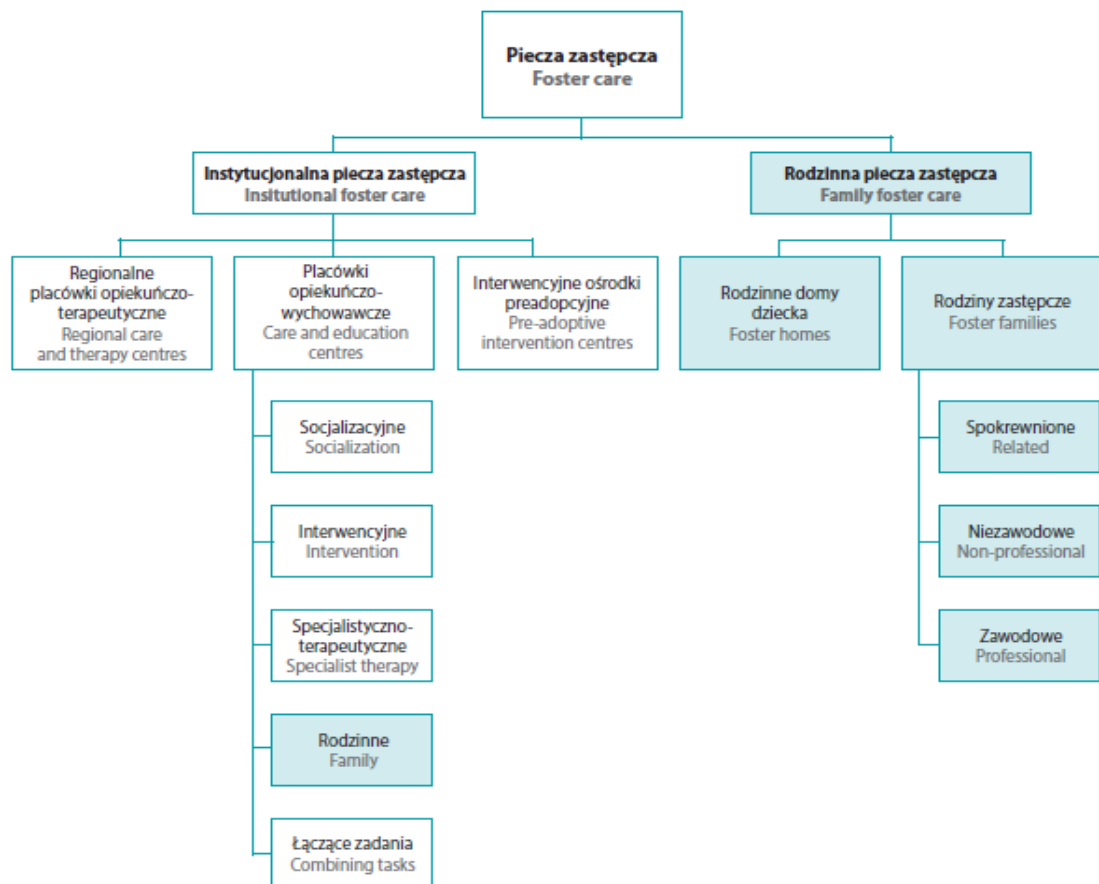 Piecza zastępcza
Foster care
Instytucjonalna piecza zastępcza
Insitutional foster care
Rodzinna piecza zastępcza
Family foster care
Regionalne
placówki opiekuńczo-
terapeutyczne
Regional care
and therapy centres
Placówki
opiekuńczo-
wychowawcze
Care and education
centres
Interwencyjne ośrodki
preadopcyjne
Pre-adoptive
intervention centres
Rodzinne domy
dziecka
Foster homes
Rodziny zastępcze
Foster families
Socjalizacyjne
Socialization
Interwencyjne
Intervention
Specjalistyczno-
terapeutyczne
Specialist therapy
Rodzinne
Family
Łączące zadania
Combining tasks
Spokrewnione
Related
Niezawodowe
Non-professional
Zawodowe
Professional